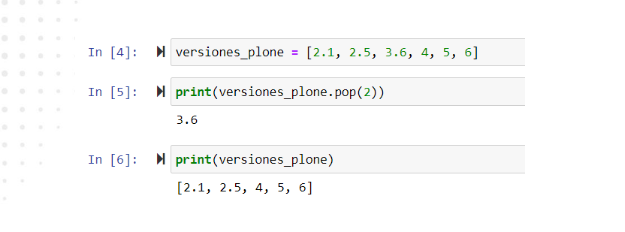 In [4]: versiones_plone = [2.1, 2.5, 3.6, 4, 5, 6]
In [5]: print(versiones_plone.pop(2))
3.6
In [6]: print(versiones_plone)
[2.1, 2.5, 4, 5, 6]